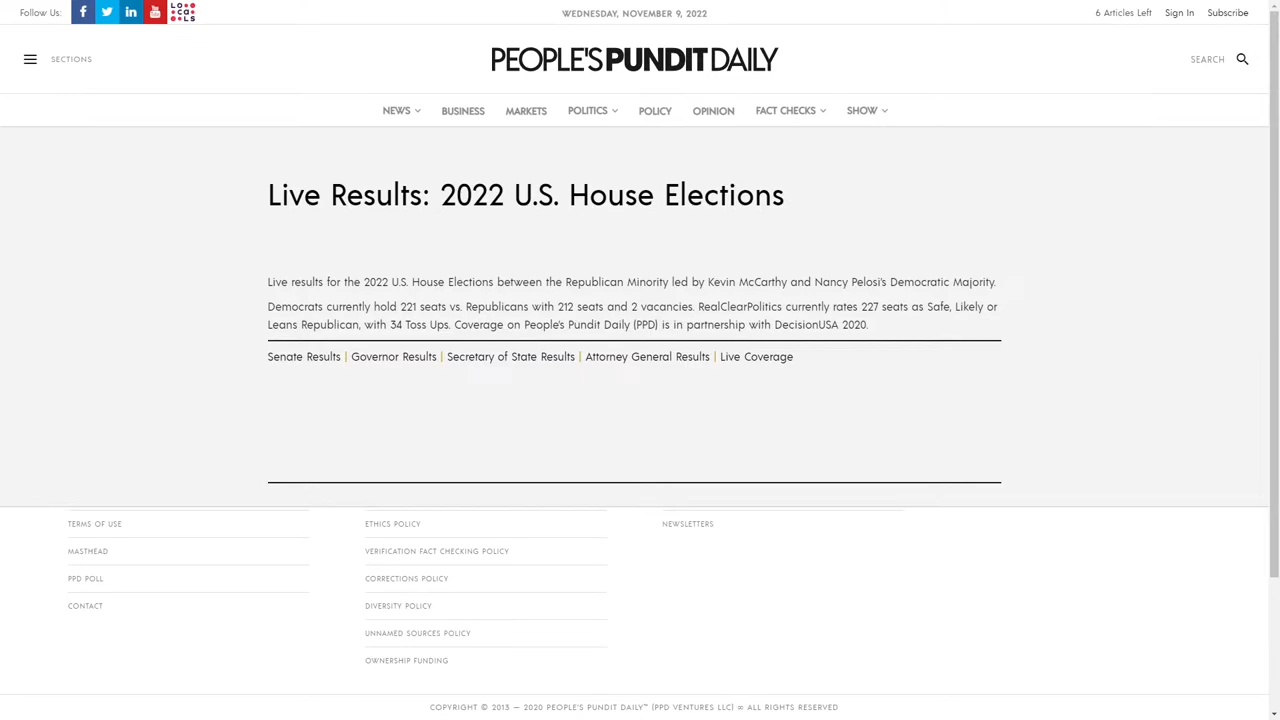 Follow Us:
LO
ca
LS
WEDNESDAY, NOVEMBER 9, 2022
6 Articles Left Sign In Subscribe
SECTIONS
PEOPLE'S PUNDIT DAILY
SEARCH
NEWS BUSINESS MARKETS POLITICS POLICY OPINION FACT CHECKS SHOW
Live Results: 2022 U.S. House Elections
Live results for the 2022 U.S. House Elections between the Republican Minority led by Kevin McCarthy and Nancy Pelosi's Democratic Majority.
Democrats currently hold 221 seats vs. Republicans with 212 seats and 2 vacancies. RealClearPolitics currently rates 227 seats as Safe, Likely or
Leans Republican, with 34 Toss Ups. Coverage on People's Pundit Daily (PPD) is in partnership with DecisionUSA 2020.
Senate Results | Governor Results | Secretary of State Results | Attorney General Results | Live Coverage
TERMS OF USE
MASTHEAD
PPD POLL
CONTACT
ETHICS POLICY
VERIFICATION FACT CHECKING POLICY
CORRECTIONS POLICY
DIVERSITY POLICY
UNNAMED SOURCES POLICY
OWNERSHIP FUNDING
NEWSLETTERS
COPYRIGHT © 2013 — 2020 PEOPLE'S PUNDIT DAILY™ (PPD VENTURES LLC) ∞ ALL RIGHTS RESERVED